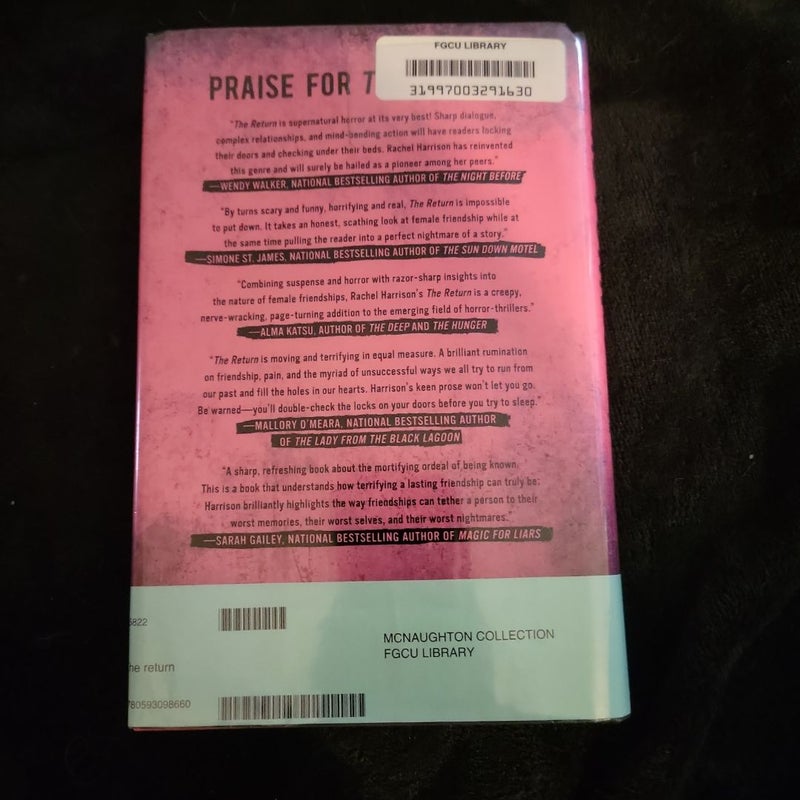 FGCU LIBRARY
31997003291630
PRAISE FOR T
"The Return is supernatural horror at its very best! Sharp dialogue,
complex relationships, and mind-bending action will have readers locking
their doors and checking under their beds. Rachel Harrison has reinvented
this genre and will surely be hailed as a pioneer among her peers."
—WENDY WALKER, NATIONAL BESTSELLING AUTHOR OF THE NIGHT BEFORE
"By turns scary and funny, horrifying and real, The Return is impossible
to put down. It takes an honest, scathing look at female friendship while at
the same time pulling the reader into a perfect nightmare of a story."
—SIMONE ST. JAMES, NATIONAL BESTSELLING AUTHOR OF THE SUN DOWN MOTEL
"Combining suspense and horror with razor-sharp insights into
the nature of female friendships, Rachel Harrison's The Return is a creepy,
nerve-wracking, page-turning addition to the emerging field of horror-thrillers."
—ALMA KATSU, AUTHOR OF THE DEEP AND THE HUNGER
"The Return is moving and terrifying in equal measure. A brilliant rumination
on friendship, pain, and the myriad of unsuccessful ways we all try to run from
our past and fill the holes in our hearts. Harrison's keen prose won't let you go.
Be warned—you'll double-check the locks on your doors before you try to sleep."
—MALLORY O'MEARA, NATIONAL BESTSELLING AUTHOR
OF THE LADY FROM THE BLACK LAGOON
"A sharp, refreshing book about the mortifying ordeal of being known.
This is a book that understands how terrifying a lasting friendship can truly be:
Harrison brilliantly highlights the way friendships can tether a person to their
worst memories, their worst selves, and their worst nightmares."
—SARAH GAILEY, NATIONAL BESTSELLING AUTHOR OF MAGIC FOR LIARS
6822
MCNAUGHTON COLLECTION
FGCU LIBRARY
he return
780593098660